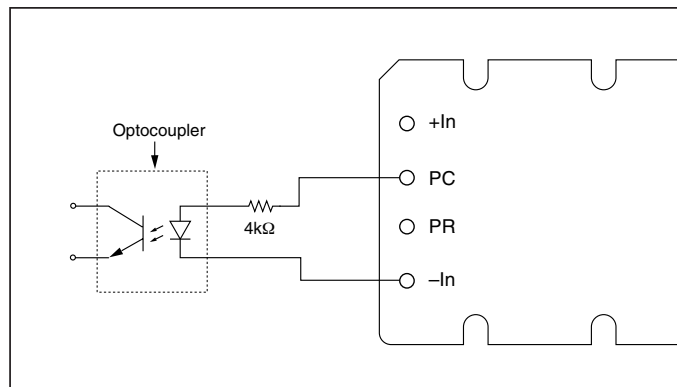 Optocoupler
4kΩ
+In
PC
PR
–In